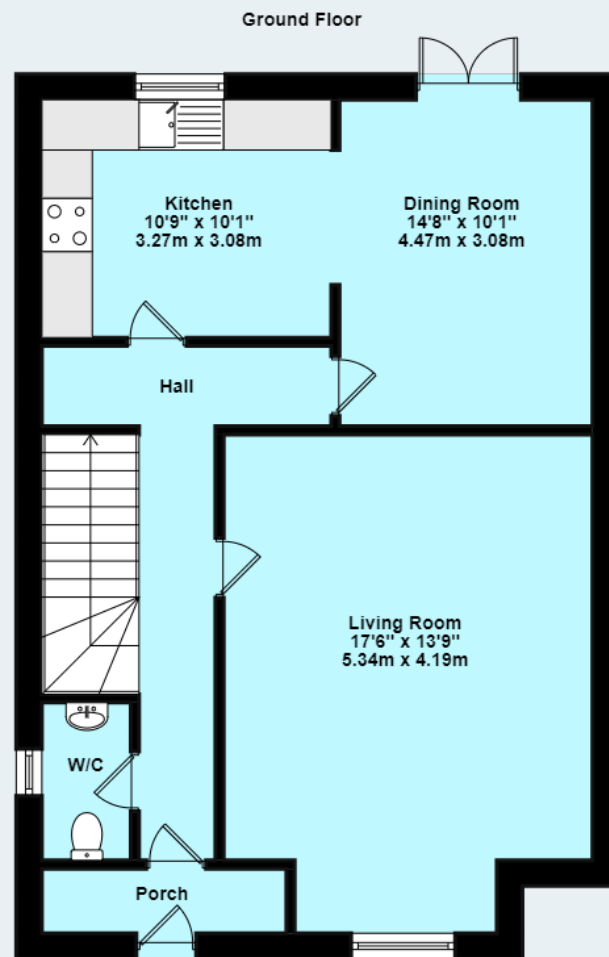 Ground Floor
Kitchen
10'9" x 10'1"
3.27m x 3.08m
Dining Room
14'8" x 10'1"
4.47m x 3.08m
Hall
Living Room
17'6" x 13'9"
5.34m x 4.19m
W/C
Porch